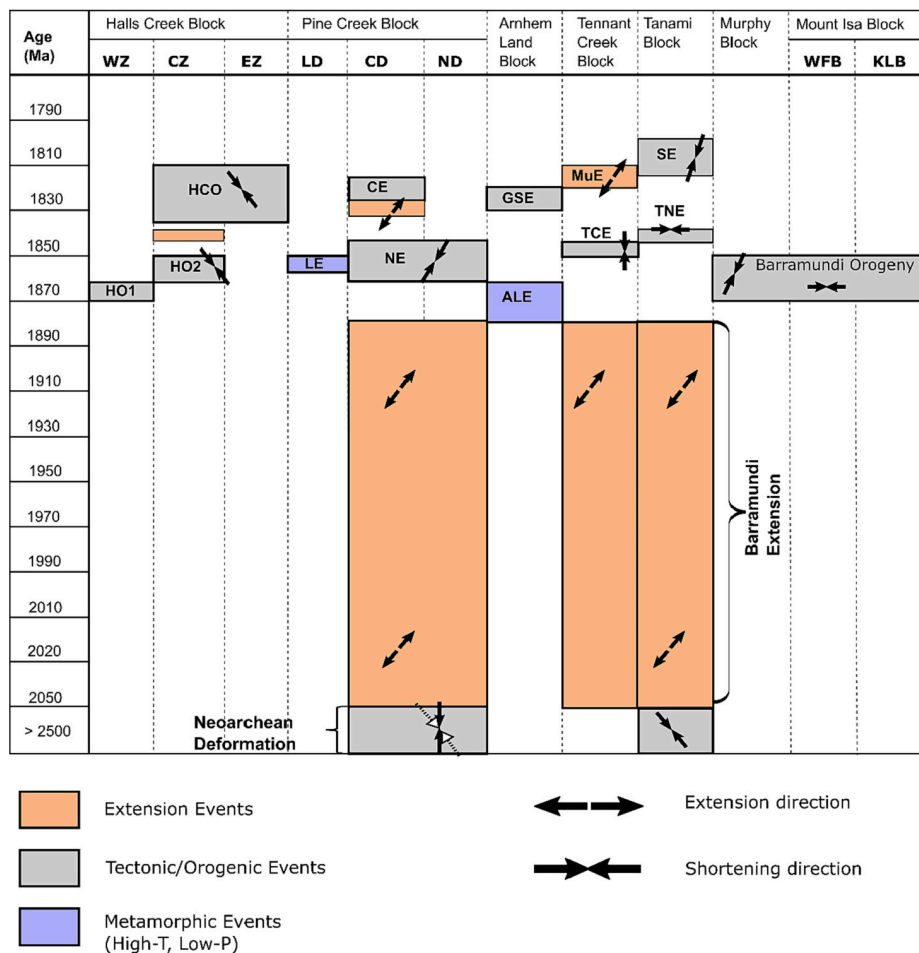 Age
(Ma)
Halls Creek Block
Pine Creek Block
Arnhem
Land
Block
Tennant
Creek
Block
Tanami
Block
Murphy
Block
Mount Isa Block
WZ
CZ
EZ
LD
CD
ND
WFB
KLB
1790
1810
1830
1850
1870
1890
1910
1930
1950
1970
1990
2010
2020
2050
> 2500
SE
MuE
HCO
CE
GSE
TNE
TCE
HO2
LE
NE
Barramundi Orogeny
HO1
ALE
Barramundi
Extension
Neoarchean
Deformation
Extension Events
Extension direction
Tectonic/Orogenic Events
Shortening direction
Metamorphic Events
(High-T, Low-P)